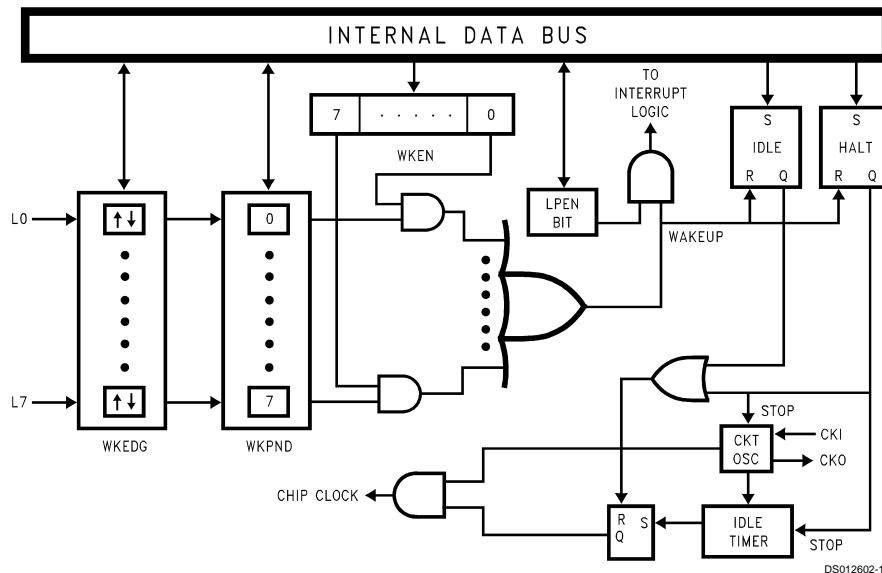 INTERNAL DATA BUS
TO
INTERRUPT
LOGIC
7 · · · · · 0
WKEN
S
IDLE
R Q
S
HALT
R Q
LPEN
BIT
WAKEUP
L0
↑↓
0
L7
↑↓
7
WKEDG
WKPND
STOP
CKT
OSC
CKI
CKO
CHIP CLOCK
R S
Q
IDLE
TIMER
STOP
DS012602-1